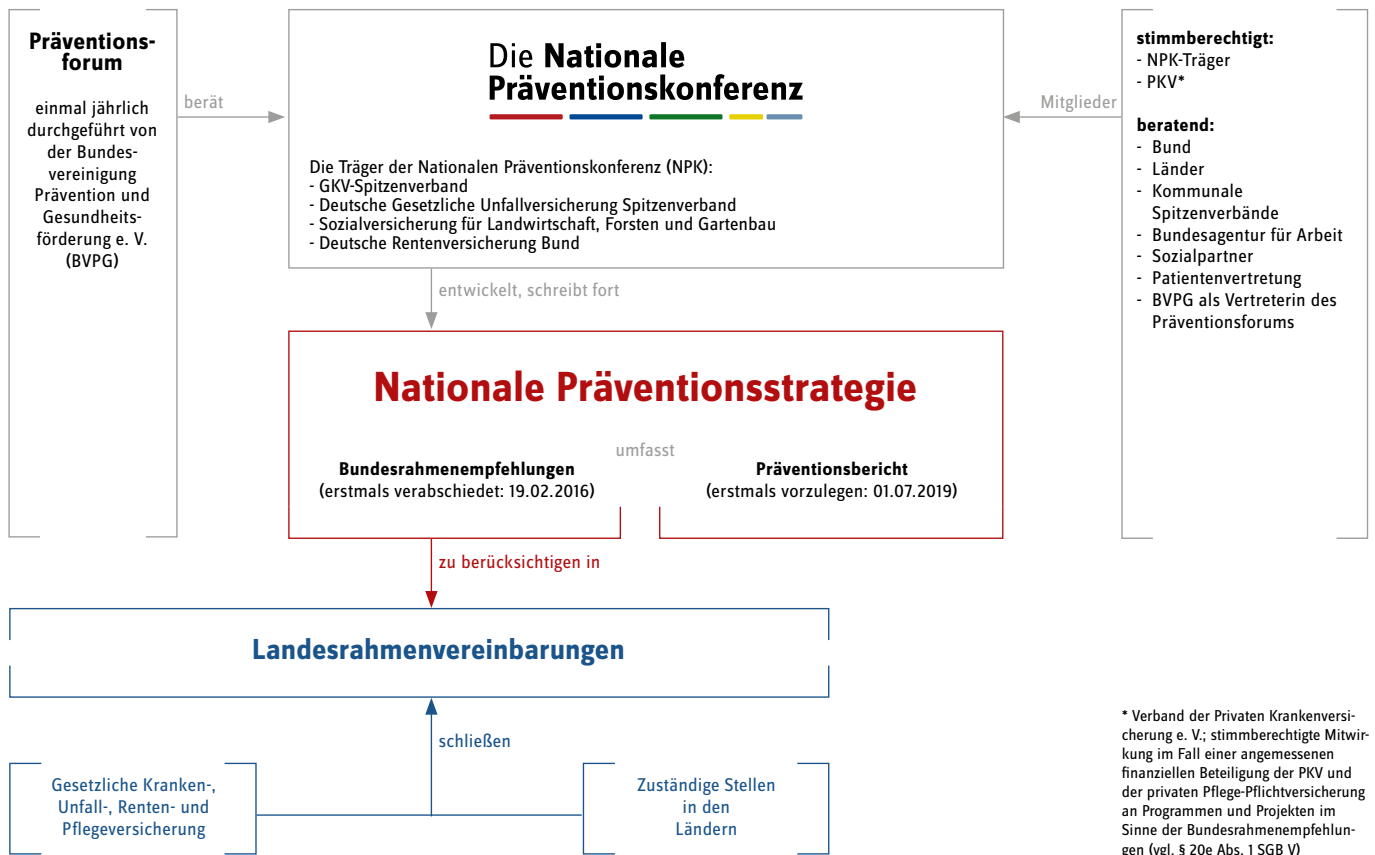 Präventions-
forum
einmal jährlich
durchgeführt von
der Bundes-
vereinigung
Prävention und
Gesundheits-
förderung e. V.
(BVPG)
berät
Die Nationale
Präventionskonferenz
Die Träger der Nationalen Präventionskonferenz (NPK):
- GKV-Spitzenverband
- Deutsche Gesetzliche Unfallversicherung Spitzenverband
- Sozialversicherung für Landwirtschaft, Forsten und Gartenbau
- Deutsche Rentenversicherung Bund
Mitglieder
stimmberechtigt:
- NPK-Träger
- PKV*
beratend:
- Bund
- Länder
- Kommunale
Spitzenverbände
- Bundesagentur für Arbeit
- Sozialpartner
- Patientenvertretung
- BVPG als Vertreterin des
Präventionsforums
entwickelt, schreibt fort
Nationale Präventionsstrategie
umfasst
Bundesrahmenempfehlungen
(erstmals verabschiedet: 19.02.2016)
Präventionsbericht
(erstmals vorzulegen: 01.07.2019)
zu berücksichtigen in
Landesrahmenvereinbarungen
schließen
Gesetzliche Kranken-,
Unfall-, Renten- und
Pflegeversicherung
Zuständige Stellen
in den
Ländern
* Verband der Privaten Krankenversi-
cherung e. V.; stimmberechtigte Mitwir-
kung im Fall einer angemessenen
finanziellen Beteiligung der PKV und
der privaten Pflege-Pflichtversicherung
an Programmen und Projekten im
Sinne der Bundesrahmenempfehlun-
gen (vgl. § 20e Abs. 1 SGB V)